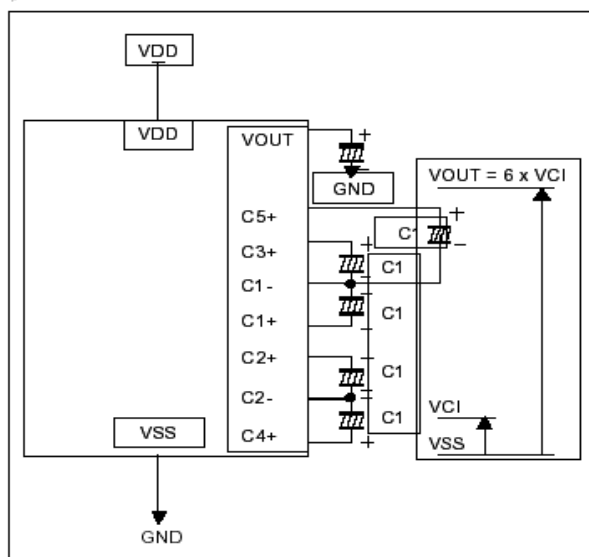 VDD
VDD
VOUT
+
-
GND
VOUT = 6 x VCI
C5+
+
C1
-
C3+
+
C1
-
C1-
-
C1
C1+
+
C2+
+
C1
-
C2-
-
C1
C4+
+
VCI
VSS
VSS
GND